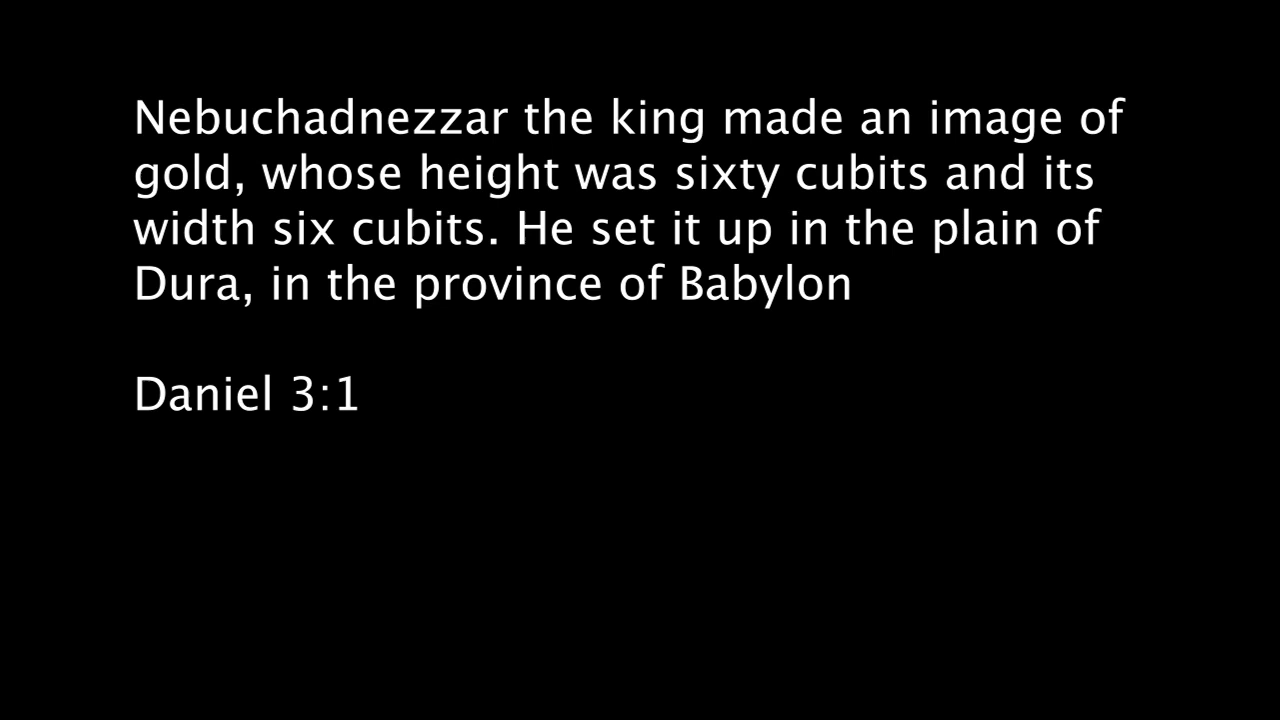 Nebuchadnezzar the king made an image of
gold, whose height was sixty cubits and its
width six cubits. He set it up in the plain of
Dura, in the province of Babylon
Daniel 3:1